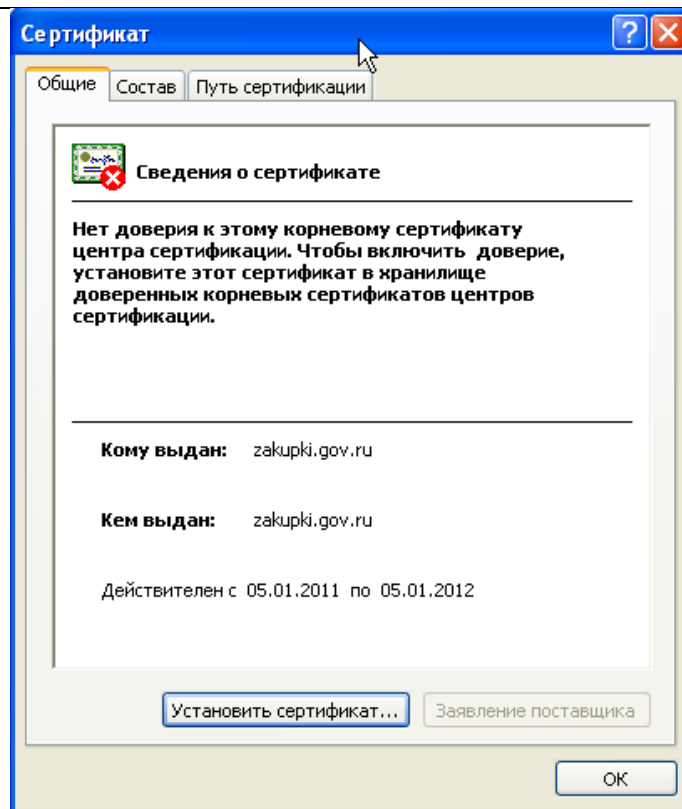 Сертификат
Общие Состав Путь сертификации
Сведения о сертификате
Нет доверия к этому корневому сертификату
центра сертификации. Чтобы включить доверие,
установите этот сертификат в хранилище
доверенных корневых сертификатов центров
сертификации.
Кому выдан: zakupki.gov.ru
Кем выдан: zakupki.gov.ru
Действителен с 05.01.2011 по 05.01.2012
Установить сертификат... Заявление поставщика
ОК